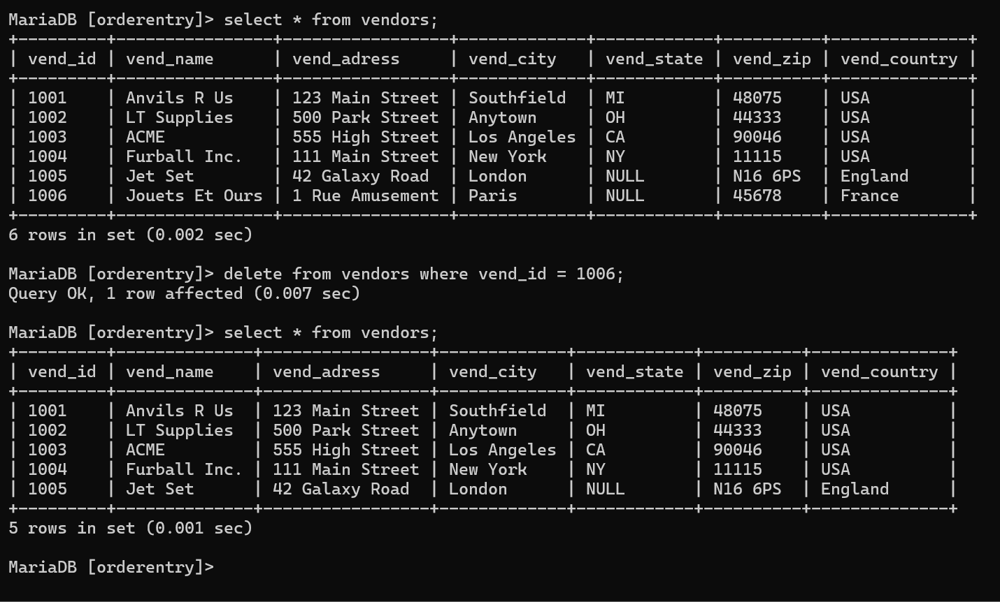 MariaDB [orderentry]> select * from vendors;
+---------+----------------+-----------------+-------------+------------+----------+--------------+
| vend_id | vend_name      | vend_adress     | vend_city   | vend_state | vend_zip | vend_country |
+---------+----------------+-----------------+-------------+------------+----------+--------------+
| 1001    | Anvils R Us    | 123 Main Street | Southfield  | MI         | 48075    | USA          |
| 1002    | LT Supplies    | 500 Park Street | Anytown     | OH         | 44333    | USA          |
| 1003    | ACME           | 555 High Street | Los Angeles | CA         | 90046    | USA          |
| 1004    | Furball Inc.   | 111 Main Street | New York    | NY         | 11115    | USA          |
| 1005    | Jet Set        | 42 Galaxy Road  | London      | NULL       | N16 6PS  | England      |
| 1006    | Jouets Et Ours | 1 Rue Amusement | Paris       | NULL       | 45678    | France       |
+---------+----------------+-----------------+-------------+------------+----------+--------------+
6 rows in set (0.002 sec)

MariaDB [orderentry]> delete from vendors where vend_id = 1006;
Query OK, 1 row affected (0.007 sec)

MariaDB [orderentry]> select * from vendors;
+---------+--------------+-----------------+-------------+------------+----------+--------------+
| vend_id | vend_name    | vend_adress     | vend_city   | vend_state | vend_zip | vend_country |
+---------+--------------+-----------------+-------------+------------+----------+--------------+
| 1001    | Anvils R Us  | 123 Main Street | Southfield  | MI         | 48075    | USA          |
| 1002    | LT Supplies  | 500 Park Street | Anytown     | OH         | 44333    | USA          |
| 1003    | ACME         | 555 High Street | Los Angeles | CA         | 90046    | USA          |
| 1004    | Furball Inc. | 111 Main Street | New York    | NY         | 11115    | USA          |
| 1005    | Jet Set      | 42 Galaxy Road  | London      | NULL       | N16 6PS  | England      |
+---------+--------------+-----------------+-------------+------------+----------+--------------+
5 rows in set (0.001 sec)

MariaDB [orderentry]>